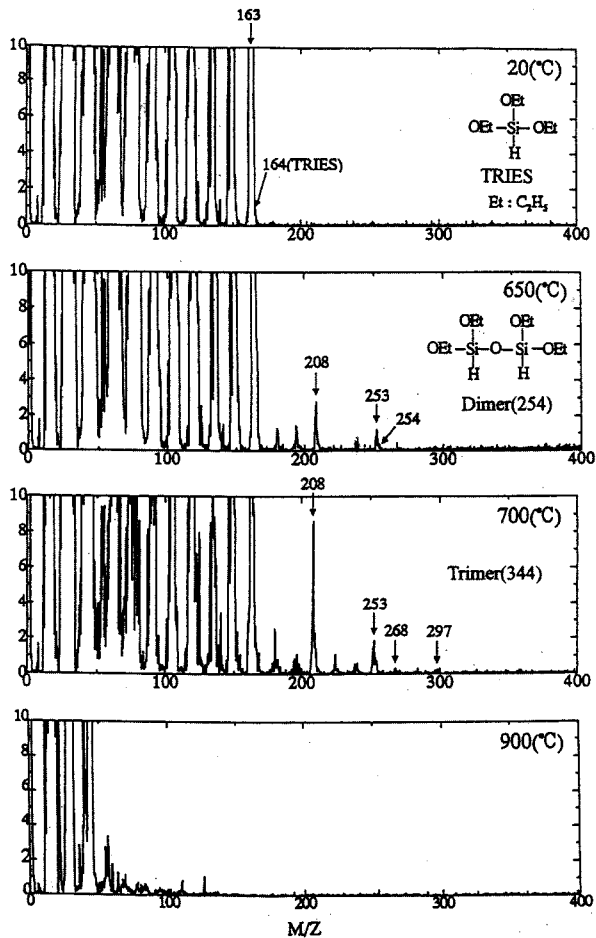 163
10
8
6
4
2
0
0 100 200 300 400
20(°C)
OEt
OEt-Si-OEt
H
TRIES
Et : C₂H₅
164(TRIES)
10
8
6
4
2
0
0 100 200 300 400
650(°C)
OEt OEt
OEt-Si-O-Si-OEt
H H
Dimer(254)
208
253
254
10
8
6
4
2
0
0 100 200 300 400
208
700(°C)
Trimer(344)
253
268
297
10
8
6
4
2
0
0 100 200 300 400
900(°C)
M/Z